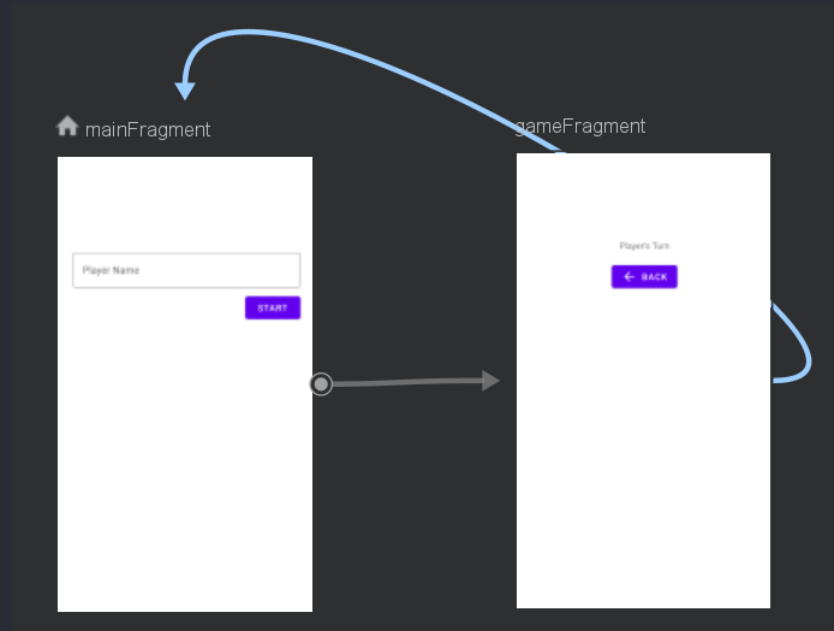 mainFragment
Player Name
START
gameFragment
Player's Turn
BACK